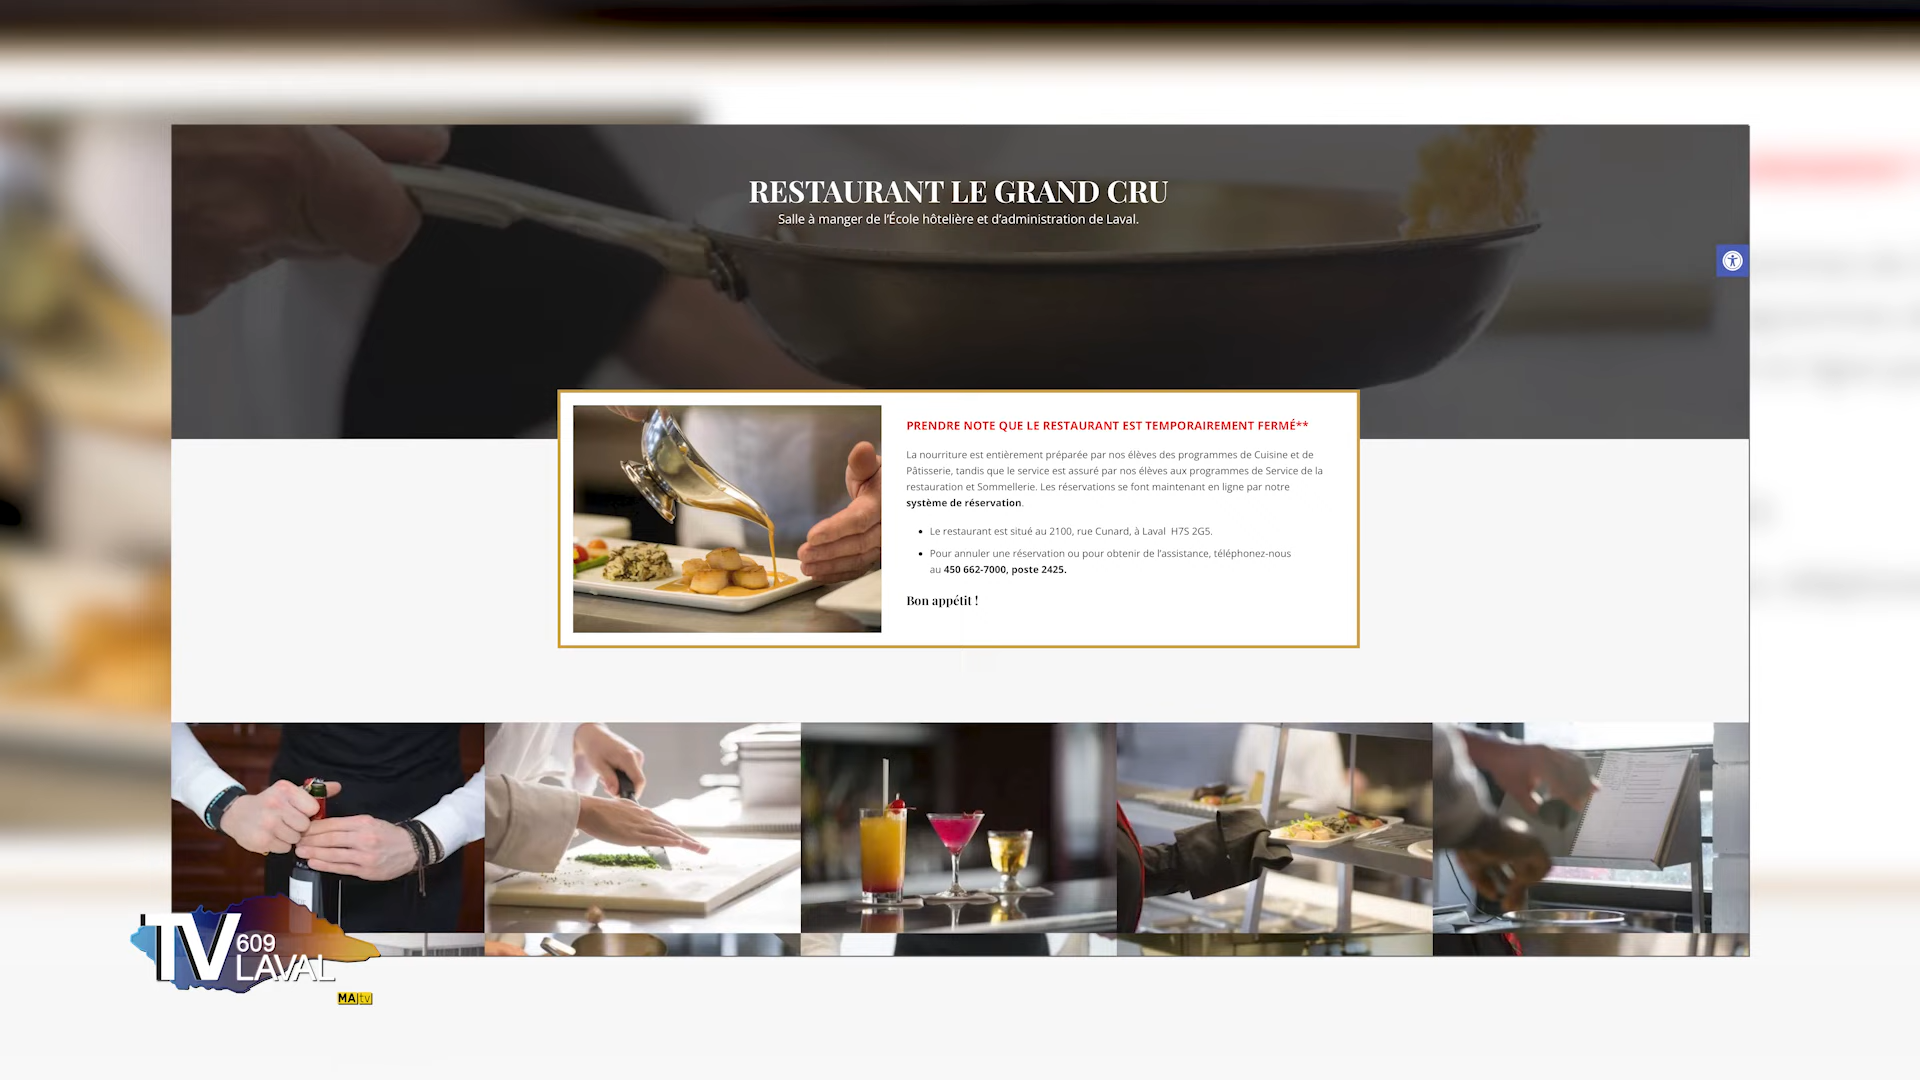 RESTAURANT LE GRAND CRU
Salle à manger de l'École hôtelière et d'administration de Laval.
PRENDRE NOTE QUE LE RESTAURANT EST TEMPORAIREMENT FERMÉ**
La nourriture est entièrement préparée par nos élèves des programmes de Cuisine et de
Pâtisserie, tandis que le service est assuré par nos élèves aux programmes de Service de la
restauration et Sommellerie. Les réservations se font maintenant en ligne par notre
système de réservation.
• Le restaurant est situé au 2100, rue Cunard, à Laval H7S 2G5.
• Pour annuler une réservation ou pour obtenir de l'assistance, téléphonez-nous
au 450 662-7000, poste 2425.
Bon appétit !
TV 609
LAVAL
MAtv